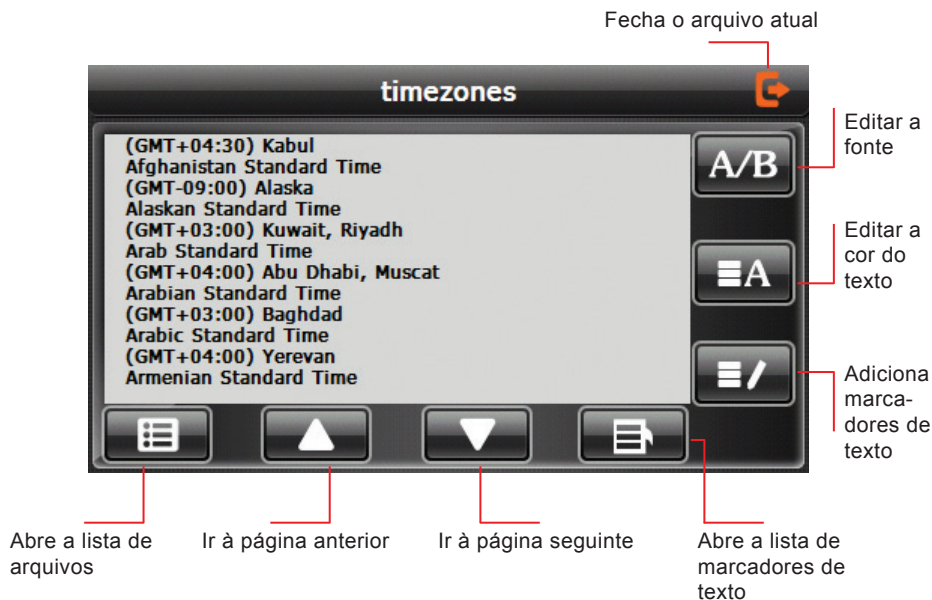 Fecha o arquivo atual
timezones
(GMT+04:30) Kabul
Afghanistan Standard Time
(GMT-09:00) Alaska
Alaskan Standard Time
(GMT+03:00) Kuwait, Riyadh
Arab Standard Time
(GMT+04:00) Abu Dhabi, Muscat
Arabian Standard Time
(GMT+03:00) Baghdad
Arabic Standard Time
(GMT+04:00) Yerevan
Armenian Standard Time
A/B
Editar a
fonte
A
Editar a
cor do
texto
Adiciona
marca-
dores de
texto
Abre a lista de
arquivos
Ir à página anterior
Ir à página seguinte
Abre a lista de
marcadores de
texto